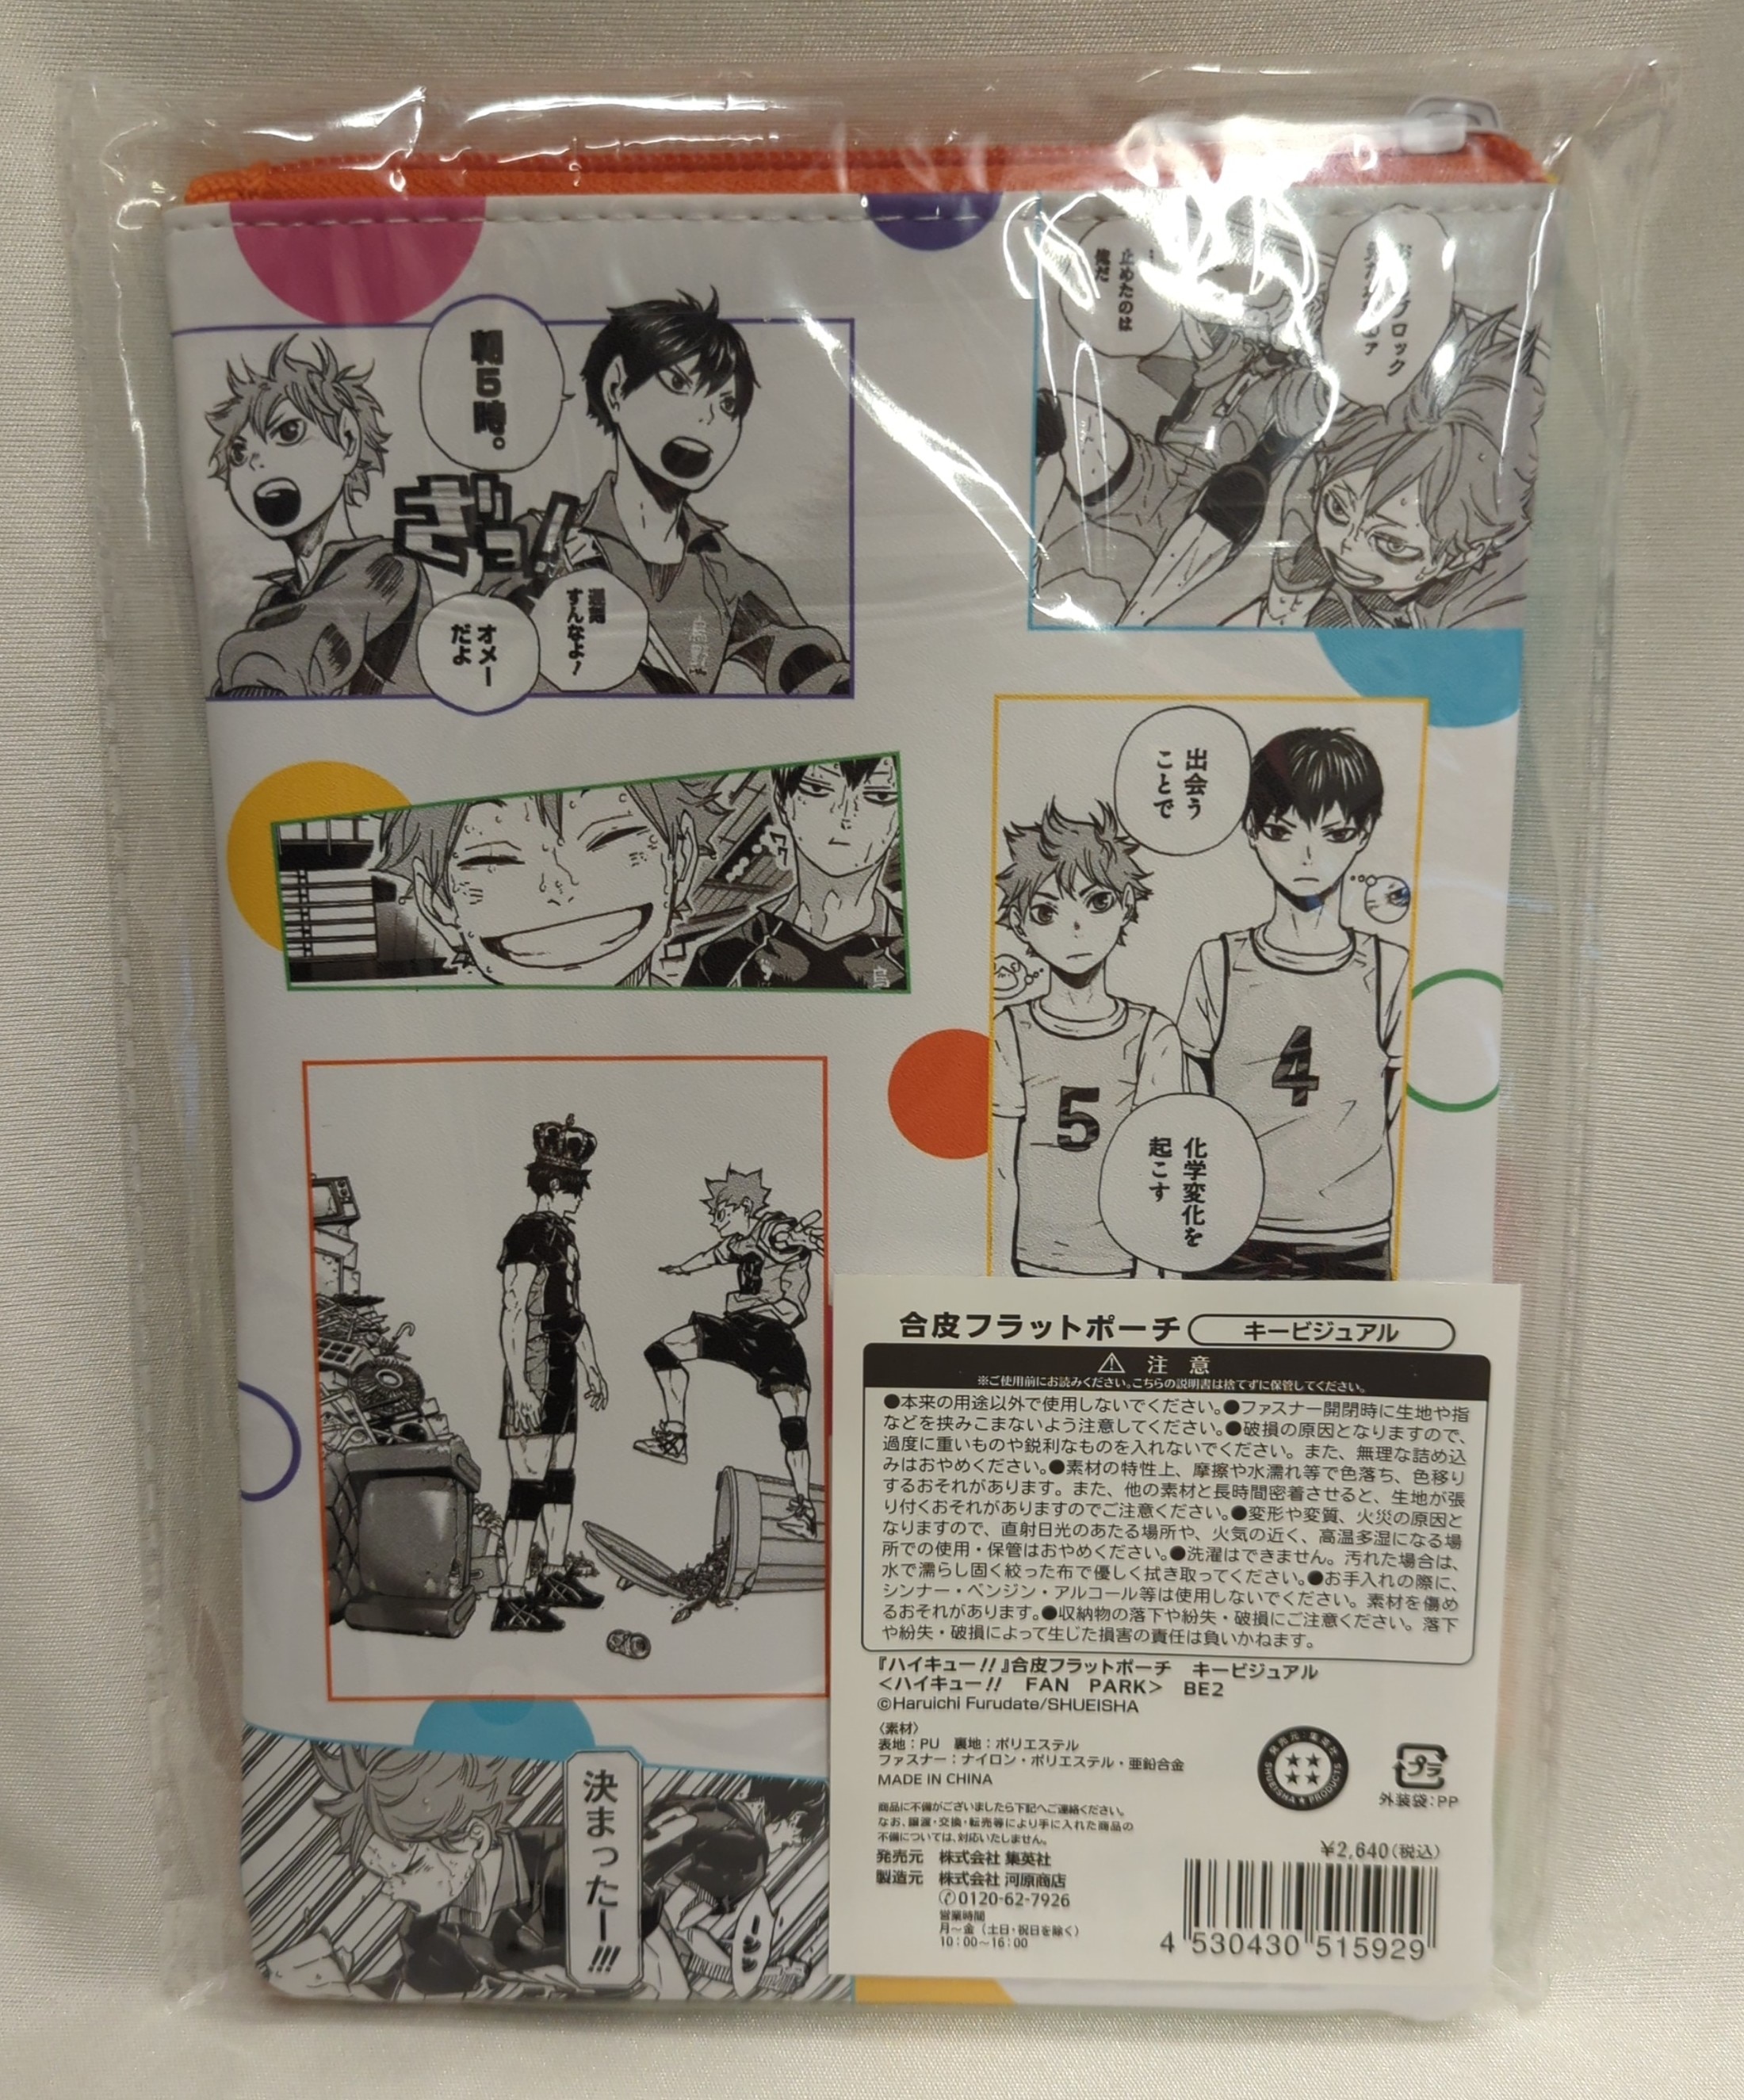 朝5時。
ぎっ!
すんなよ!
オメー
だよ
烏野
止めたのは
俺だ
ブロック
出会う
ことで
烏
5
4
化学変化を
起こす
決まったー!!!
合皮フラットポーチ キービジュアル
⚠ 注 意
※ご使用前にお読みください。こちらの説明書は捨てずに保管してください。
●本来の用途以外で使用しないでください。●ファスナー開閉時に生地や指
などを挟みこまないよう注意してください。●破損の原因となりますので、
過度に重いものや鋭利なものを入れないでください。また、無理な詰め込
みはおやめください。●素材の特性上、摩擦や水濡れ等で色落ち、色移り
するおそれがあります。また、他の素材と長時間密着させると、生地が張
り付くおそれがありますのでご注意ください。●変形や変質、火災の原因と
なりますので、直射日光のあたる場所や、火気の近く、高温多湿になる場
所での使用・保管はおやめください。●洗濯はできません。汚れた場合は、
水で濡らし固く絞った布で優しく拭き取ってください。●お手入れの際に、
シンナー・ベンジン・アルコール等は使用しないでください。素材を傷め
るおそれがあります。●収納物の落下や紛失・破損にご注意ください。落下
や紛失・破損によって生じた損害の責任は負いかねます。
『ハイキュー!!』合皮フラットポーチ キービジュアル
<ハイキュー!! FAN PARK> BE2
©Haruichi Furudate/SHUEISHA
〈素材〉
表地:PU 裏地:ポリエステル
ファスナー:ナイロン・ポリエステル・亜鉛合金
MADE IN CHINA
発売元:集英社
SHUEISHA★PRODUCTS
プラ
外装袋:PP
商品に不備がございましたら下記へご連絡ください。
なお、譲渡・交換・転売等により手に入れた商品の
不備については、対応いたしません。
発売元 株式会社 集英社
製造元 株式会社 河原商店
✆0120-62-7926
営業時間
月〜金(土日・祝日を除く)
10:00〜16:00
¥2,640(税込)
4 530430 515929